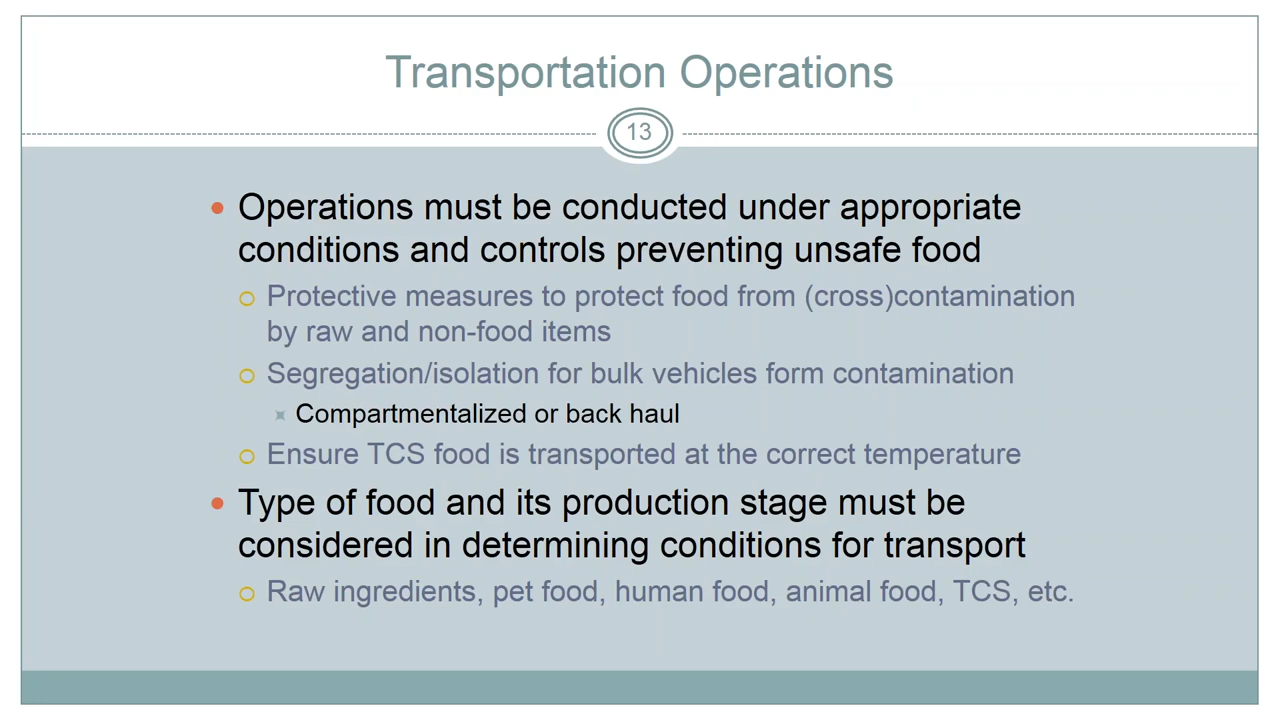 Transportation Operations
13
Operations must be conducted under appropriate
conditions and controls preventing unsafe food
Protective measures to protect food from (cross)contamination
by raw and non-food items
Segregation/isolation for bulk vehicles form contamination
Compartmentalized or back haul
Ensure TCS food is transported at the correct temperature
Type of food and its production stage must be
considered in determining conditions for transport
Raw ingredients, pet food, human food, animal food, TCS, etc.